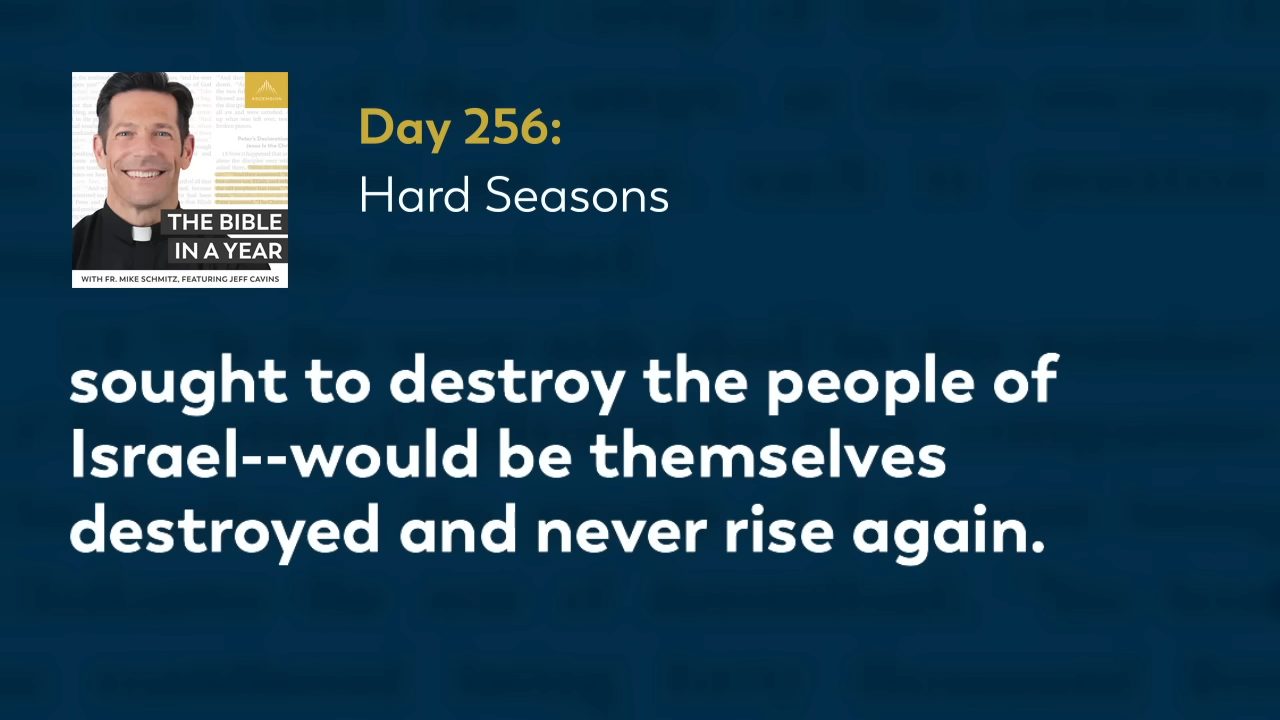 ASCENSION
Day 256:
Hard Seasons
THE BIBLE
IN A YEAR
WITH FR. MIKE SCHMITZ, FEATURING JEFF CAVINS
sought to destroy the people of
Israel--would be themselves
destroyed and never rise again.